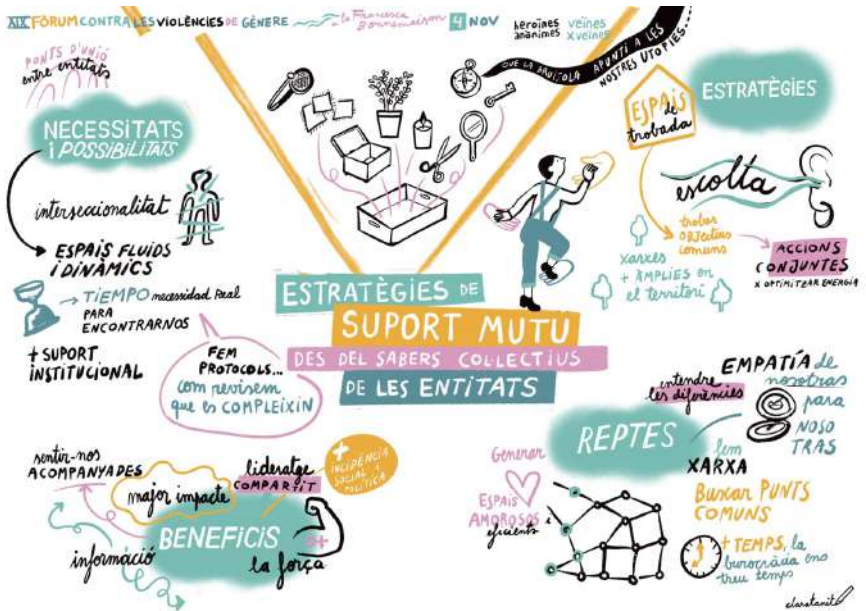 XIX FÒRUM CONTRA LES VIOLÈNCIES DE GÈNERE
a la Francesca
Bonnemaison
4 NOV
heroïnes
anònimes
veïnes
xveïnes
QUE LA BRÚIXOLA APUNTI A LES
NOSTRES UTOPIES...
PONTS D'UNIÓ
entre entitats
NECESSITATS
i POSSIBILITATS
interseccionalitat
ESPAIS FLUIDS
i DINÀMICS
TIEMPO necesidad Real
PARA
ENCONTRARNOS
+ SUPORT
INSTITUCIONAL
FEM
PROTOCOLS...
com revisem
que es COMPLEIXIN
ESTRATÈGIES DE
SUPORT MUTU
DES DEL SABERS COL·LECTIUS
DE LES ENTITATS
ESTRATÈGIES
ESPAIS
de
trobada
escolta
trobar
OBJECTIUS
comuns
ACCIONS
CONJUNTES
X OPTIMITZAR ENERGIA
xarxes
+ AMPLIES en
el territori
BENEFICIS
sentir-nos
ACOMPANYADES
major impacte
lideratge
COMPARTIT
+
INCIDÈNCIA
SOCIAL i
POLÍTICA
informació
la força
REPTES
entendre
les diferències
EMPATÍA de
nosotras
para
NOSO
TRAS
Generar
ESPAIS
AMOROSOS i
eficients
fem
XARXA
Buscar PUNTS
COMUNS
+ TEMPS, la
burocràcia ens
treu temps